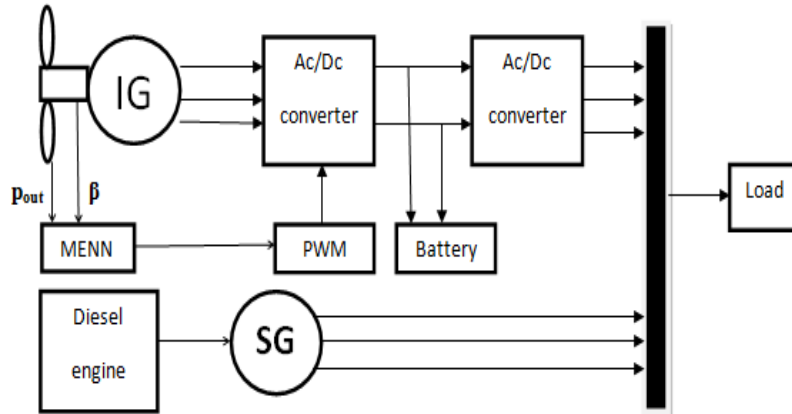 IG
Ac/Dc
converter
Ac/Dc
converter
Pout
β
MENN
PWM
Battery
Load
Diesel
engine
SG